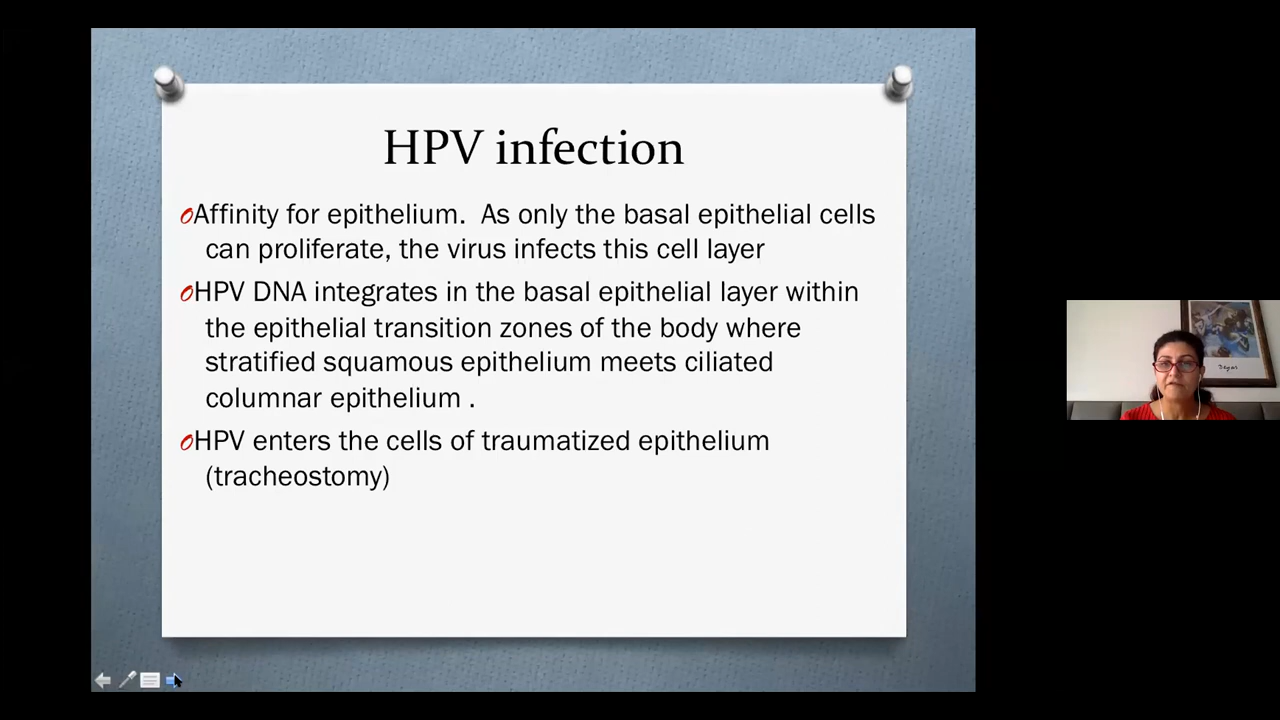 HPV infection
Affinity for epithelium. As only the basal epithelial cells
can proliferate, the virus infects this cell layer
HPV DNA integrates in the basal epithelial layer within
the epithelial transition zones of the body where
stratified squamous epithelium meets ciliated
columnar epithelium .
HPV enters the cells of traumatized epithelium
(tracheostomy)
Degas